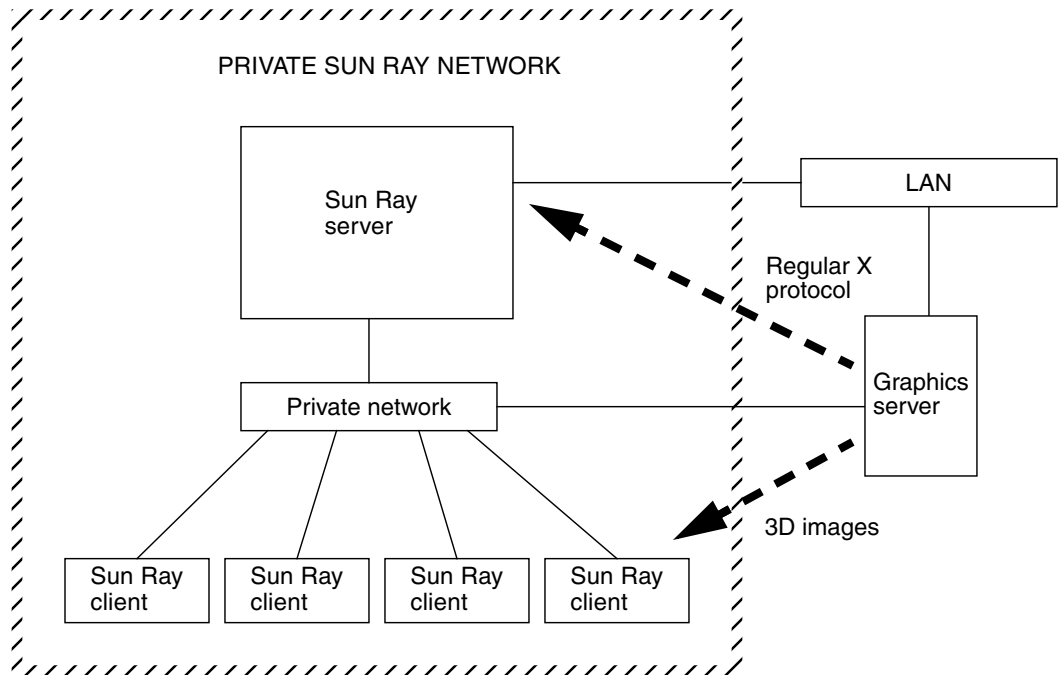 PRIVATE SUN RAY NETWORK
Sun Ray
server
LAN
Regular X
protocol
Graphics
server
Private network
3D images
Sun Ray
client
Sun Ray
client
Sun Ray
client
Sun Ray
client